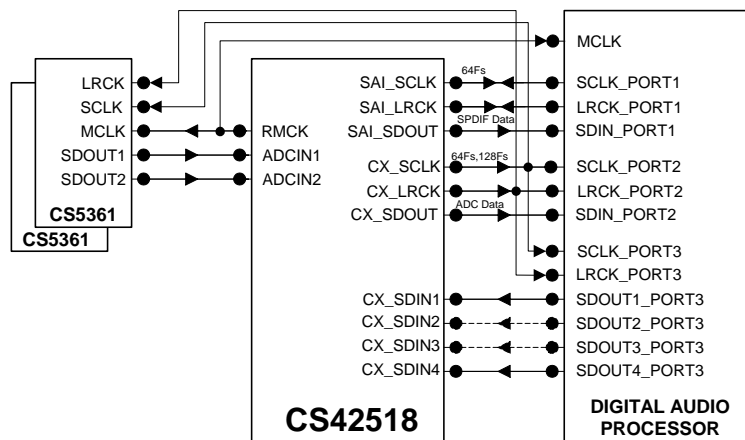 LRCK
SCLK
MCLK
SDOUT1
SDOUT2
CS5361
CS5361
RMCK
ADCIN1
ADCIN2
SAI_SCLK
SAI_LRCK
SAI_SDOUT
CX_SCLK
CX_LRCK
CX_SDOUT
CX_SDIN1
CX_SDIN2
CX_SDIN3
CX_SDIN4
CS42518
64Fs
SPDIF Data
64Fs,128Fs
ADC Data
MCLK
SCLK_PORT1
LRCK_PORT1
SDIN_PORT1
SCLK_PORT2
LRCK_PORT2
SDIN_PORT2
SCLK_PORT3
LRCK_PORT3
SDOUT1_PORT3
SDOUT2_PORT3
SDOUT3_PORT3
SDOUT4_PORT3
DIGITAL AUDIO
PROCESSOR